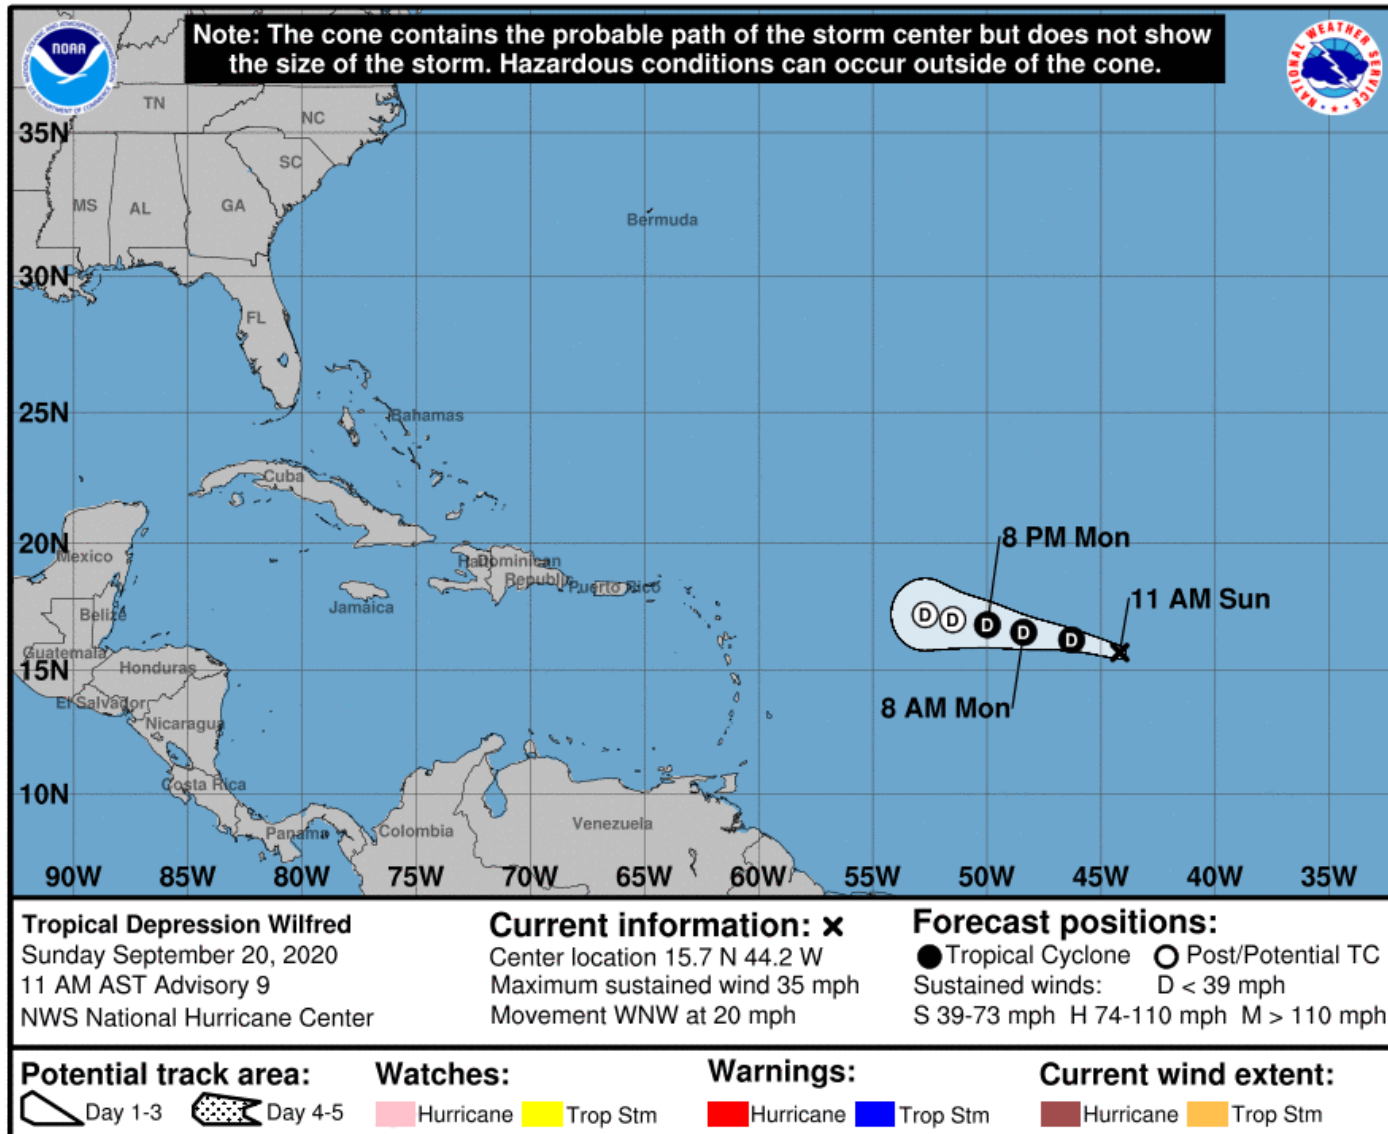 Note: The cone contains the probable path of the storm center but does not show
the size of the storm. Hazardous conditions can occur outside of the cone.
NOAA
NATIONAL WEATHER SERVICE
TN
NC
35N
SC
MS
AL
GA
Bermuda
30N
FL
25N
Bahamas
Cuba
20N
8 PM Mon
Mexico
Dominican
Republic
Puerto Rico
Jamaica
11 AM Sun
Belize
D D D D D
Guatemala
15N
Honduras
El Salvador
8 AM Mon
Nicaragua
10N
Costa Rica
Panama
Colombia
Venezuela
90W 85W 80W 75W 70W 65W 60W 55W 50W 45W 40W 35W
Tropical Depression Wilfred
Sunday September 20, 2020
11 AM AST Advisory 9
NWS National Hurricane Center
Current information: ×
Center location 15.7 N 44.2 W
Maximum sustained wind 35 mph
Movement WNW at 20 mph
Forecast positions:
Tropical Cyclone Post/Potential TC
Sustained winds: D < 39 mph
S 39-73 mph H 74-110 mph M > 110 mph
Potential track area:
Day 1-3 Day 4-5
Watches:
Hurricane Trop Stm
Warnings:
Hurricane Trop Stm
Current wind extent:
Hurricane Trop Stm